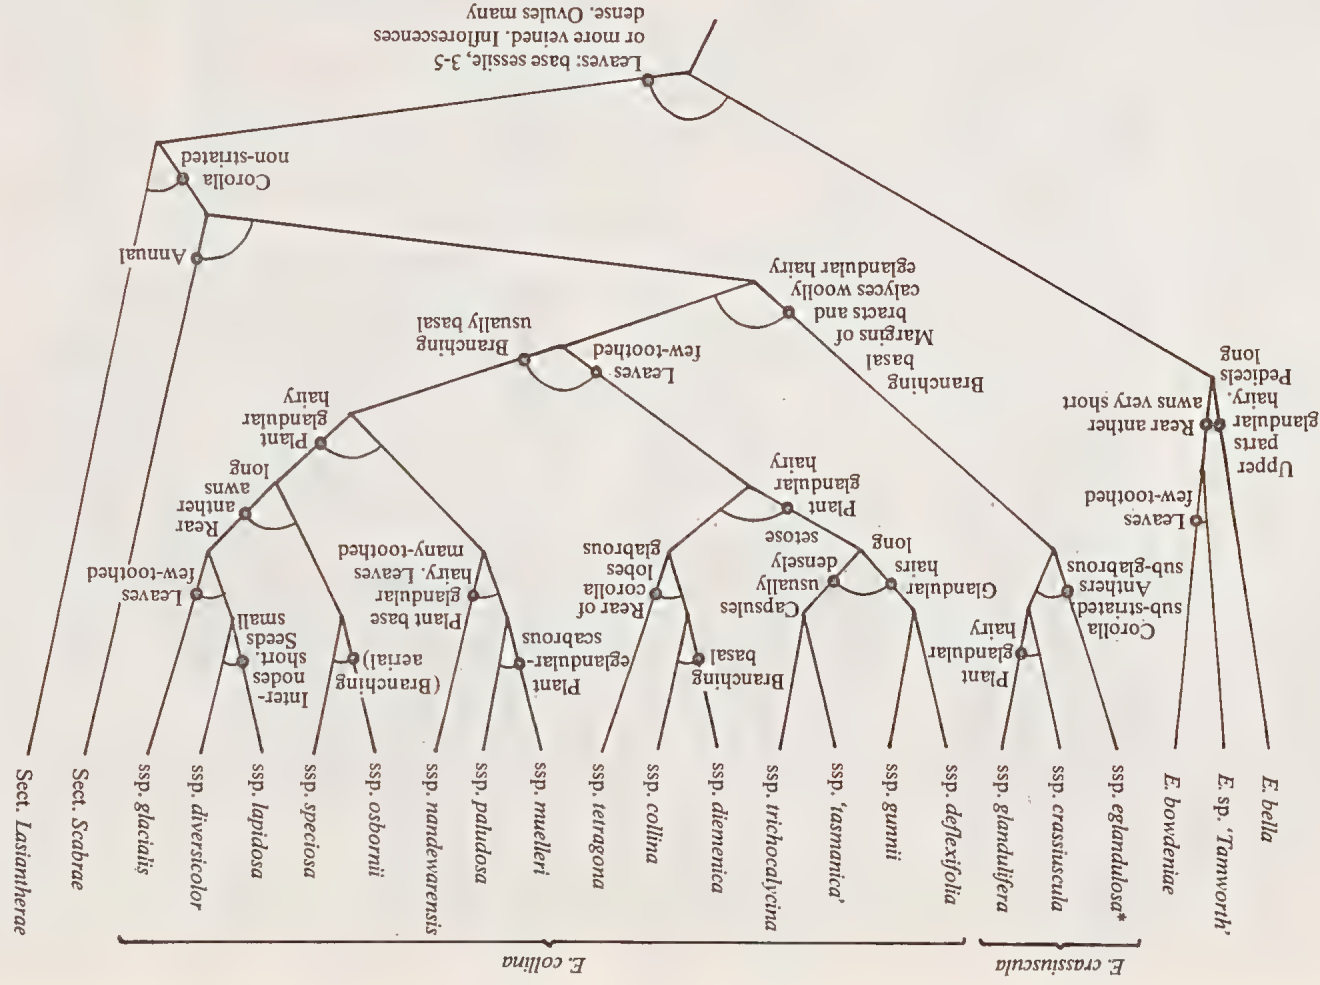 E. crassiuscula
E. collina
E. bella
E. sp. ‘Tamworth’
E. bowdeniae
ssp. eglandulosa*
ssp. crassiuscula
ssp. glandulifera
ssp. deflexifolia
ssp. gunnii
ssp. ‘tasmanica’
ssp. trichocalycina
ssp. diemenica
ssp. collina
ssp. tetragona
ssp. muelleri
ssp. paludosa
ssp. nandewarensis
ssp. osbornii
ssp. speciosa
ssp. lapidosa
ssp. diversicolor
ssp. glacialis
Sect. Scabrae
Sect. Lasiantherae
Plant
glandular
hairy
Corolla
sub-striated.
Anthers
sub-glabrous
Glandular
hairs
long
Capsules
usually
densely
setose
Branching
basal
Rear of
corolla
lobes
glabrous
Plant
eglandular-
scabrous
Plant base
glandular
hairy. Leaves
many-toothed
(Branching
aerial)
Inter-
nodes
short.
Seeds
small
Leaves
few-toothed
Leaves
few-toothed
Plant
glandular
hairy
Rear
anther
awns
long
Upper
parts
glandular
hairy.
Pedicels
long
Rear anther
awns very short
Plant
glandular
hairy
Branching
basal
Margins of
bracts and
calyces woolly
eglandular hairy
Leaves
few-toothed
Branching
usually basal
Annual
Corolla
non-striated
Leaves: base sessile, 3-5
or more veined. Inflorescences
dense. Ovules many